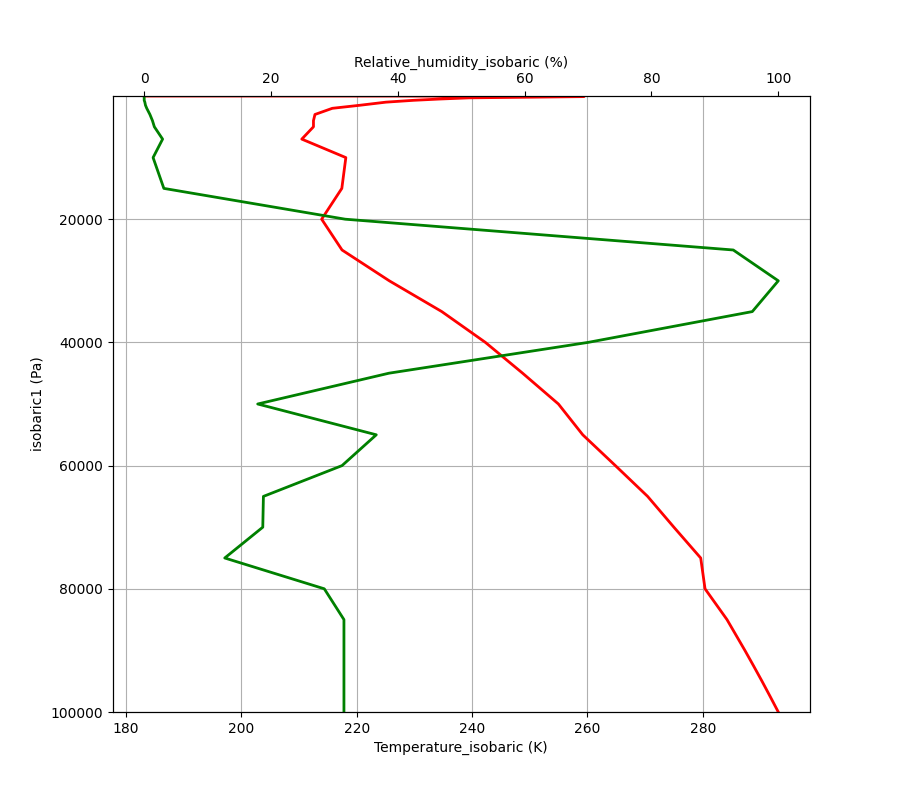 Relative_humidity_isobaric (%)
0 20 40 60 80 100
20000
40000
60000
80000
100000
isobaric1 (Pa)
180 200 220 240 260 280
Temperature_isobaric (K)